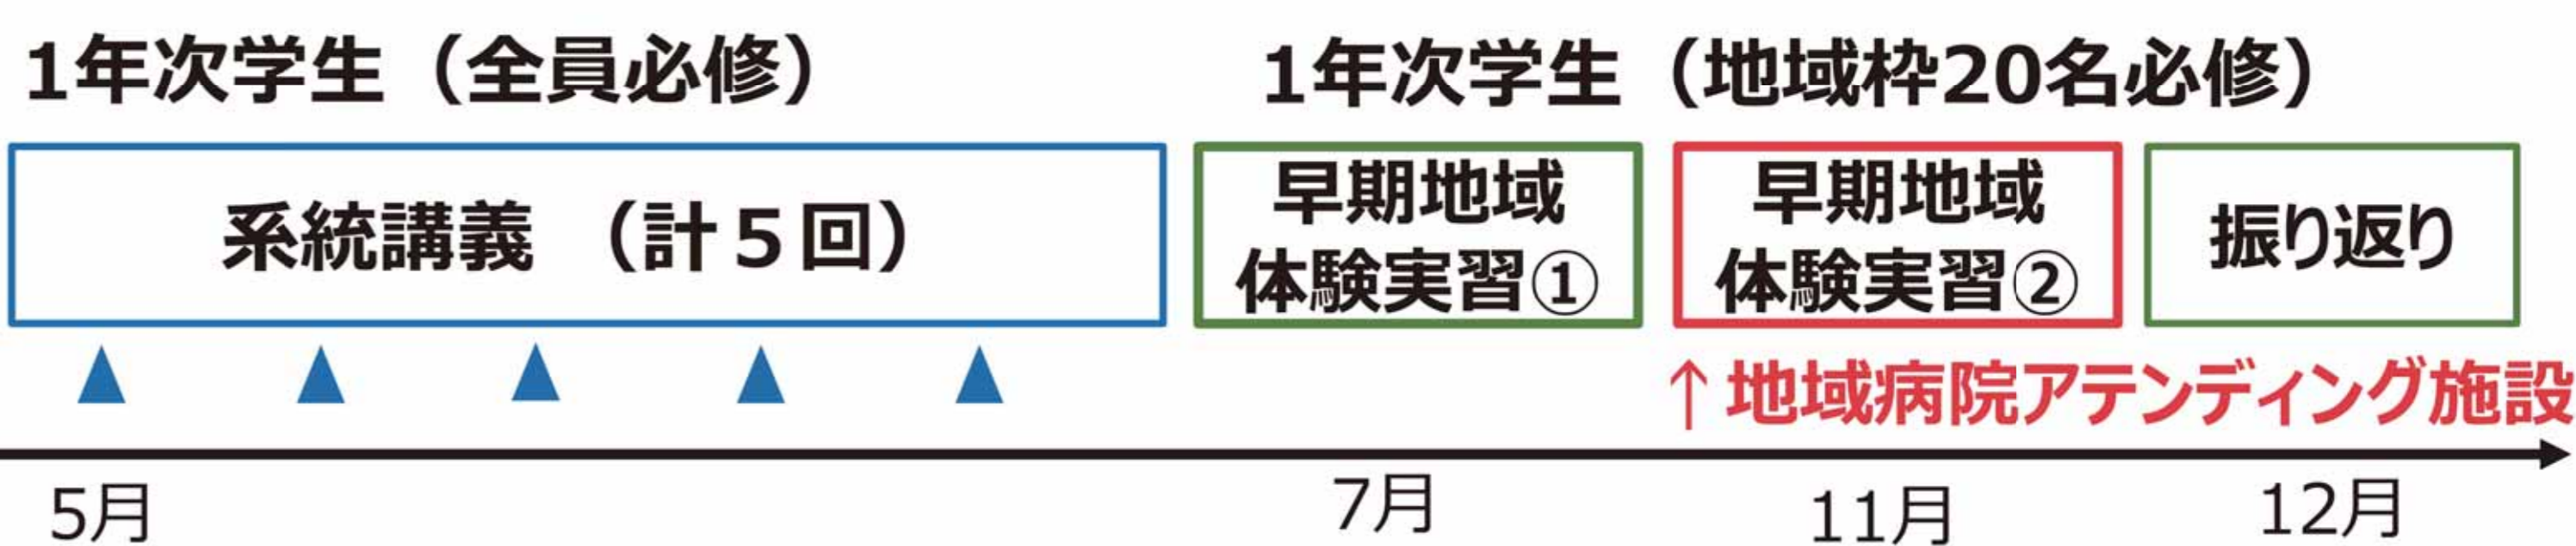 1年次学生（全員必修）
1年次学生（地域枠20名必修）
系統講義 （計５回）
早期地域
体験実習①
早期地域
体験実習②
振り返り
↑地域病院アテンディング施設
5月
7月
11月
12月